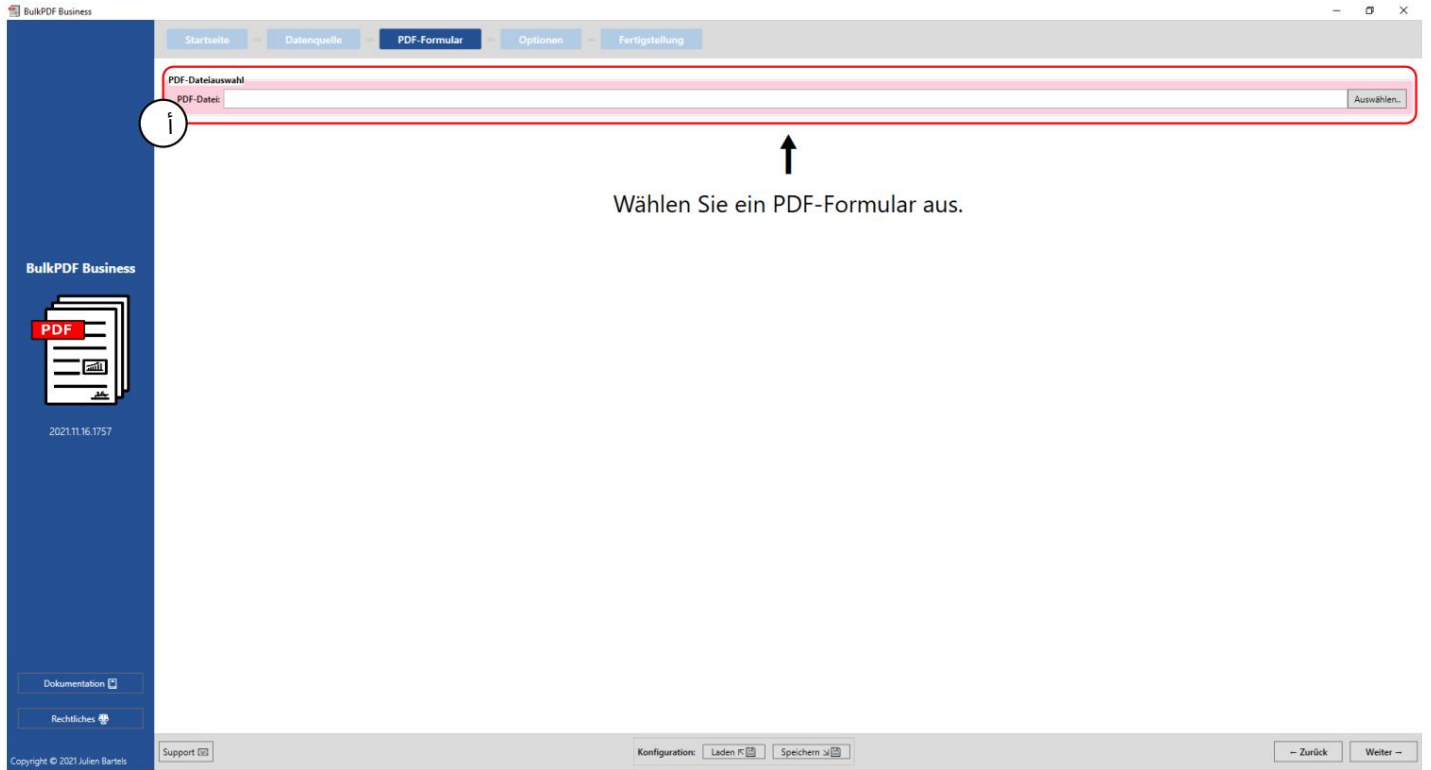 BulkPDF Business
Startseite
Datenquelle
PDF-Formular
Optionen
Fertigstellung
PDF-Dateiauswahl
PDF-Datei:
Auswählen..
أ
Wählen Sie ein PDF-Formular aus.
BulkPDF Business
PDF
2021.11.16.1757
Dokumentation
Rechtliches
Copyright © 2021 Julien Bartels
Support
Konfiguration: Laden Speichern
← Zurück
Weiter →